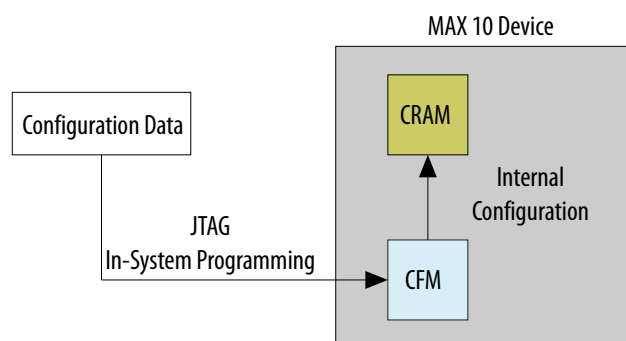 MAX 10 Device
Configuration Data
CRAM
Internal
Configuration
JTAG
In-System Programming
CFM